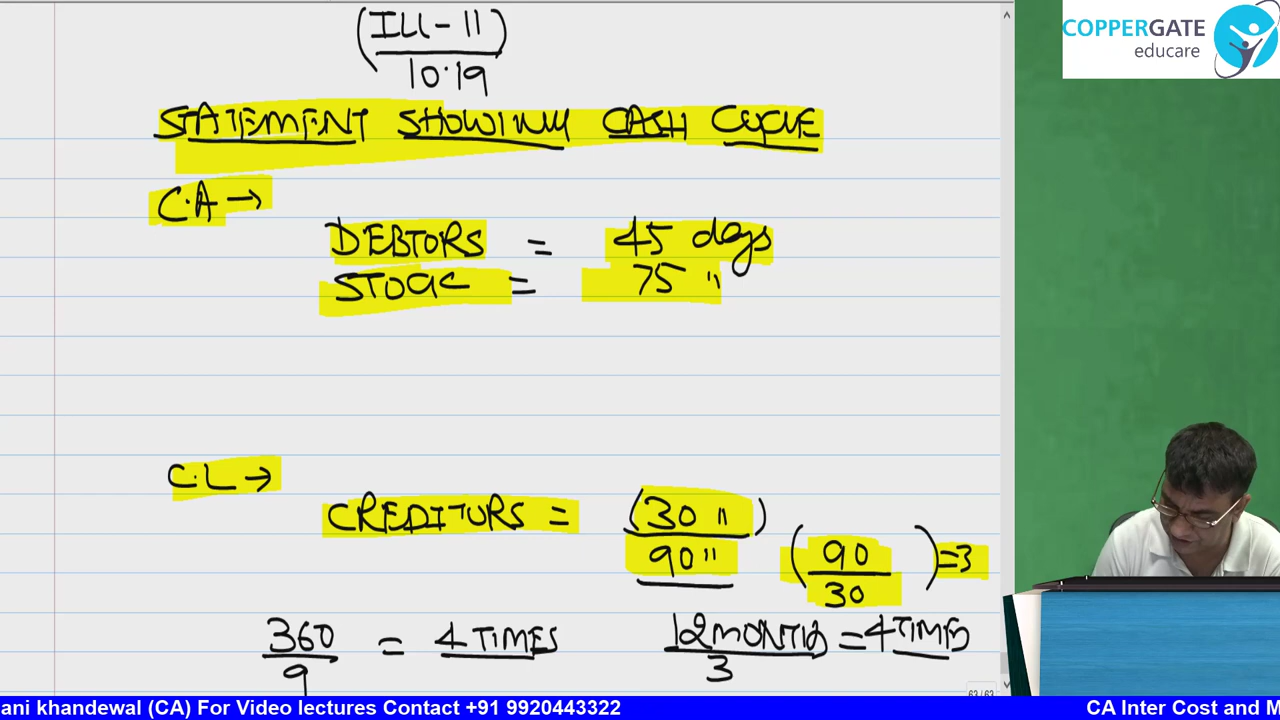 (ILL-11)
10.19
COPPERGATE
educare
STATEMENT SHOWING CASH CYCLE
C.A →
DEBTORS = 45 days
STOCK = 75 "
C.L →
CREDITORS = (30 ")
90 " (90/30) = 3
360/9 = 4 TIMES 12 MONTHS/3 = 4 TIMES
63/63
ani khandewal (CA) For Video lectures Contact +91 9920443322 CA Inter Cost and M